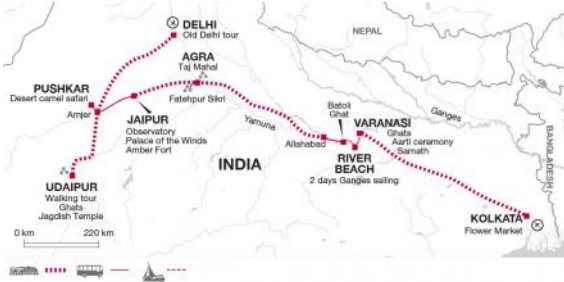 DELHI
Old Delhi tour
NEPAL
AGRA
Taj Mahal
PUSHKAR
Desert camel safari
Fatehpur Sikri
Ajmer
JAIPUR
Observatory
Palace of the Winds
Amber Fort
Yamuna
Ganges
Batoli
Ghat
VARANASI
Ghats
Aarti ceremony
Sarnath
Allahabad
BANGLADESH
INDIA
RIVER
BEACH
2 days Ganges sailing
UDAIPUR
Walking tour
Ghats
Jagdish Temple
KOLKATA
Flower Market
0 km
220 km